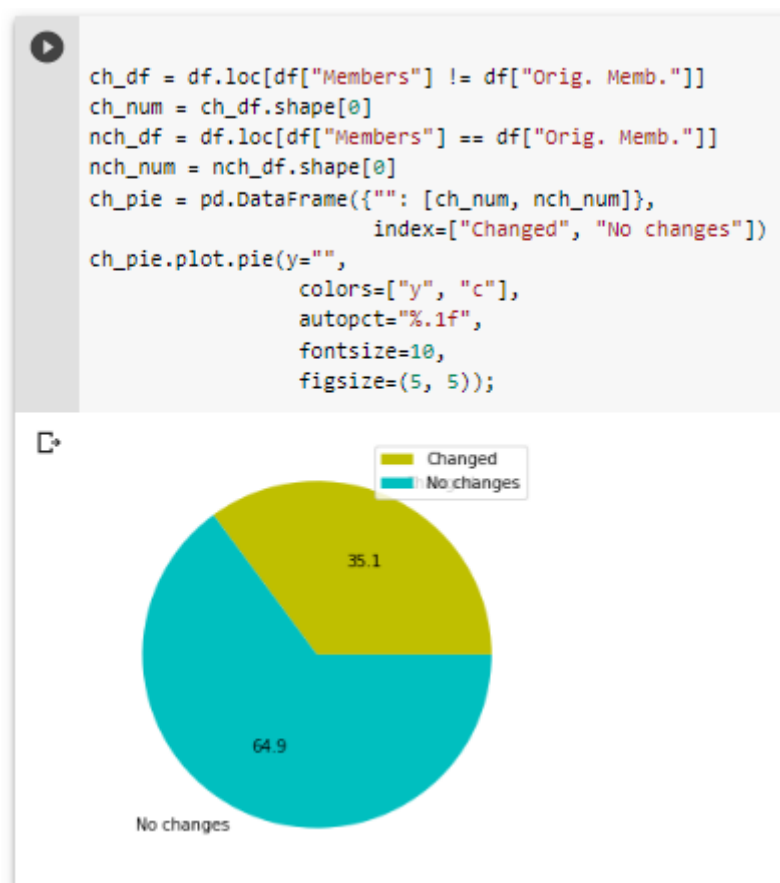 ch_df = df.loc[df["Members"] != df["Orig. Memb."]]
ch_num = ch_df.shape[0]
nch_df = df.loc[df["Members"] == df["Orig. Memb."]]
nch_num = nch_df.shape[0]
ch_pie = pd.DataFrame({"": [ch_num, nch_num]},
index=["Changed", "No changes"])
ch_pie.plot.pie(y="",
colors=["y", "c"],
autopct="%.1f",
fontsize=10,
figsize=(5, 5));
Changed
No changes
35.1
64.9
No changes